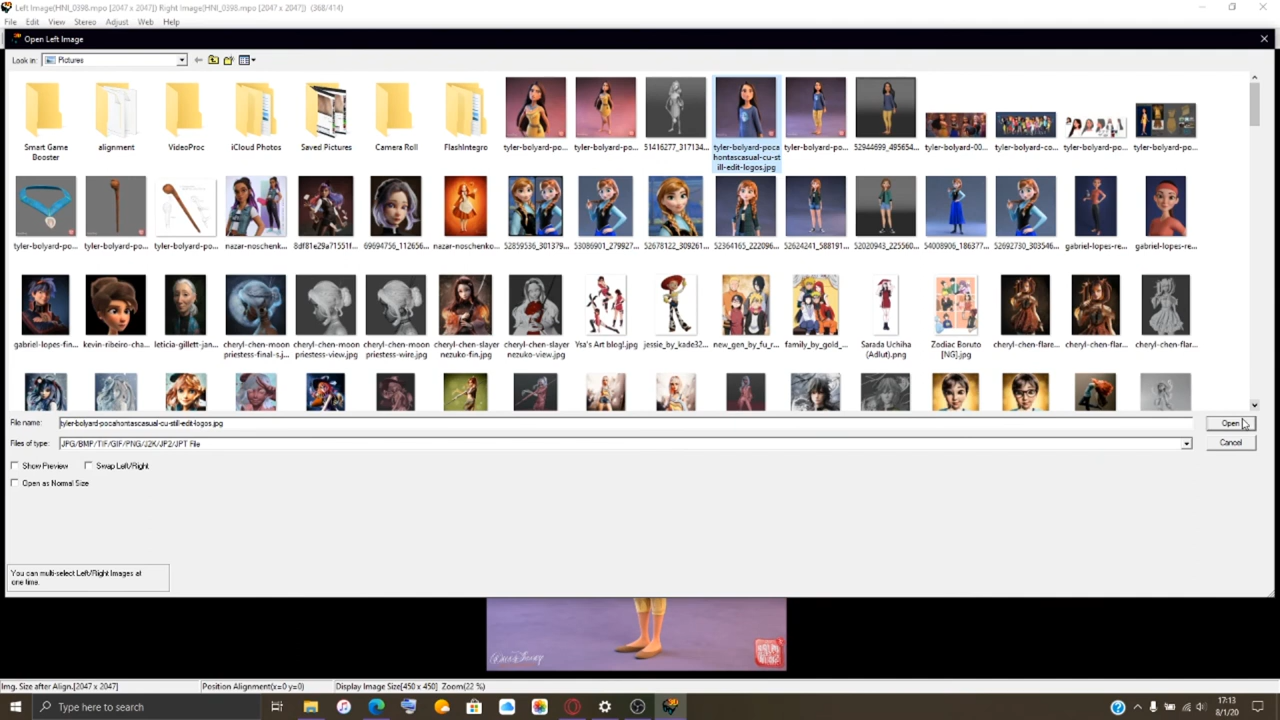 Left Image[HNI_0398.mpo [2047 x 2047]) Right Image(HNI_0398.mpo [2047 x 2047]) (368/414)
File Edit View Stereo Adjust Web Help
Open Left Image
Look in: Pictures
Smart Game Booster
alignment
VideoProc
iCloud Photos
Saved Pictures
Camera Roll
FlashIntegro
tyler-bolyard-po...
tyler-bolyard-po...
51416277_317134...
tyler-bolyard-pocahontascasual-cu-still-edit-logos.jpg
tyler-bolyard-po...
52944699_495654...
tyler-bolyard-00...
tyler-bolyard-co...
tyler-bolyard-po...
tyler-bolyard-po...
tyler-bolyard-po...
tyler-bolyard-po...
tyler-bolyard-po...
nazar-noschenk...
8df81e29a71551f...
69694756_112656...
nazar-noschenko...
52859536_301379...
53086901_279927...
52678122_309261...
52364165_222096...
52624241_588191...
52020943_225560...
54008906_186377...
52692730_303546...
gabriel-lopes-re...
gabriel-lopes-re...
gabriel-lopes-fin...
kevin-ribeiro-cha...
leticia-gillett-jan...
cheryl-chen-moonpriestess-final-s.j...
cheryl-chen-moonpriestess-view.jpg
cheryl-chen-moonpriestess-wire.jpg
cheryl-chen-slayernezuko-fin.jpg
cheryl-chen-slayernezuko-view.jpg
Ysa's Art blog!.jpg
jessie_by_kade32...
new_gen_by_fu_r...
family_by_gold_...
Sarada Uchiha (Adlut).png
Zodiac Boruto [NG].jpg
cheryl-chen-flare...
cheryl-chen-flar...
cheryl-chen-flar...
File name: tyler-bolyard-pocahontascasual-cu-still-edit-logos.jpg
Open
Files of type: JPG/BMP/TIF/GIF/PNG/J2K/JP2/JPT File
Cancel
Show Preview Swap Left/Right
Open as Normal Size
You can multi-select Left/Right Images at
one time.
Img. Size after Align.[2047 x 2047] Position Alignment(x=0 y=0) Display Image Size[450 x 450] Zoom(22 %)
Type here to search
17:13
8/1/20